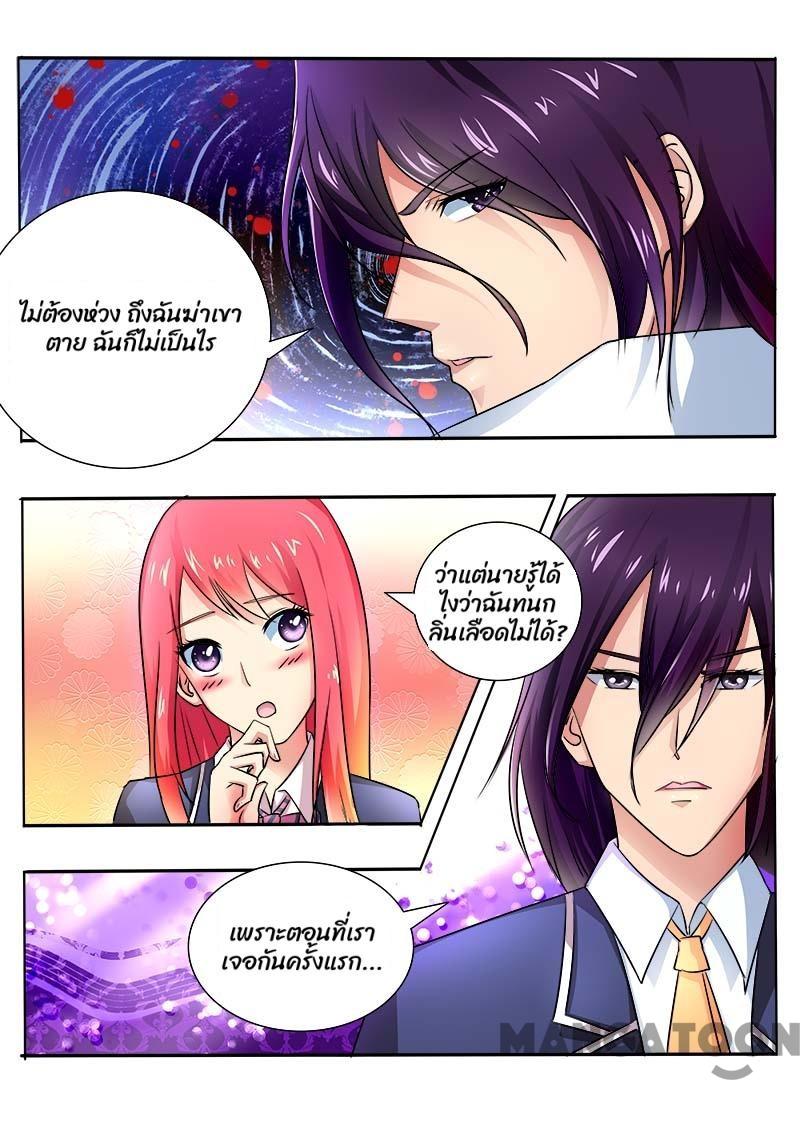 ไม่ต้องห่วง ถึงฉันฆ่าเขา
ตาย ฉันก็ไม่เป็นไร
ว่าแต่นายรู้ได้
ไงว่าฉันทนก
ลิ่นเลือดไม่ได้?
เพราะตอนที่เรา
เจอกันครั้งแรก...
MANGATOON